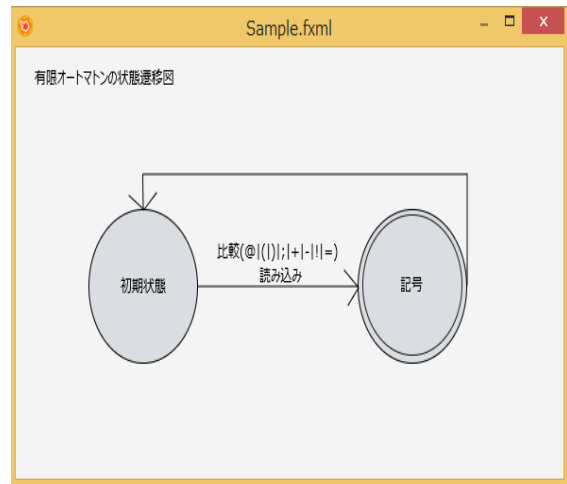 Sample.fxml
有限オートマトンの状態遷移図
比較(@|(|)|;|+|-|!|=)
読み込み
初期状態
記号